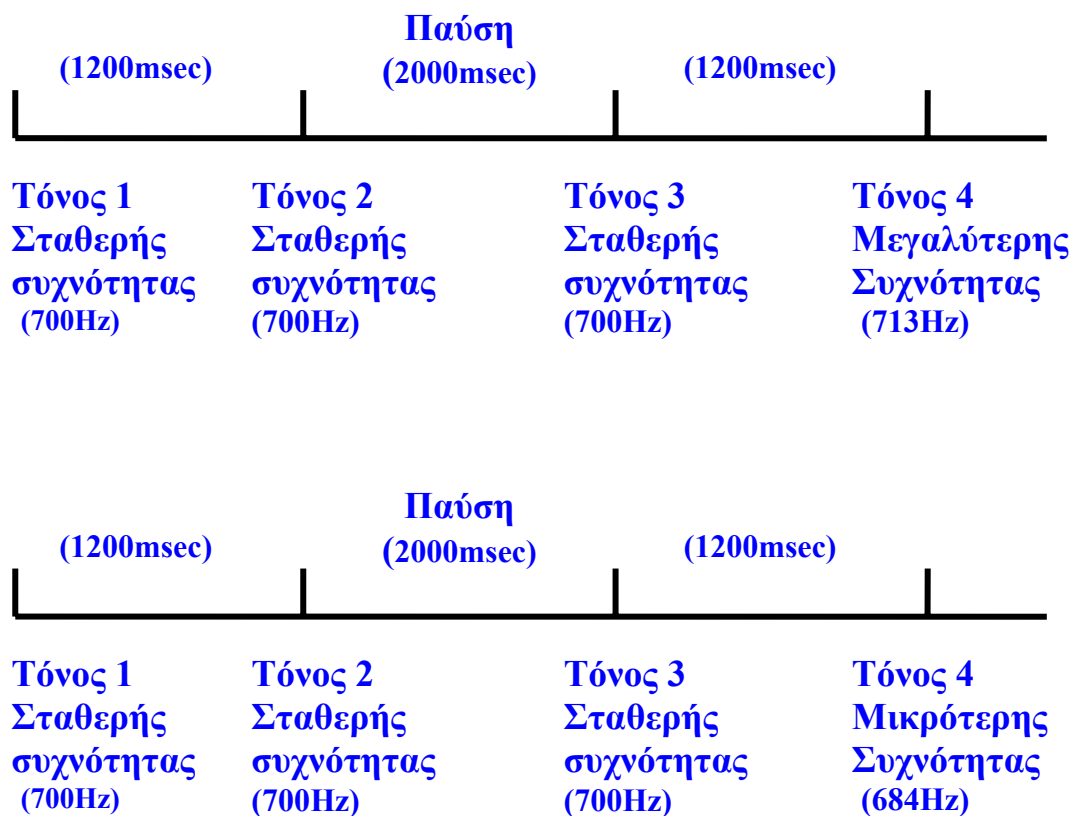 Παύση
(1200msec) (2000msec) (1200msec)
Τόνος 1 Τόνος 2 Τόνος 3 Τόνος 4
Σταθερής Σταθερής Σταθερής Μεγαλύτερης
συχνότητας συχνότητας συχνότητας Συχνότητας
(700Hz) (700Hz) (700Hz) (713Hz)
Παύση
(1200msec) (2000msec) (1200msec)
Τόνος 1 Τόνος 2 Τόνος 3 Τόνος 4
Σταθερής Σταθερής Σταθερής Μικρότερης
συχνότητας συχνότητας συχνότητας Συχνότητας
(700Hz) (700Hz) (700Hz) (684Hz)